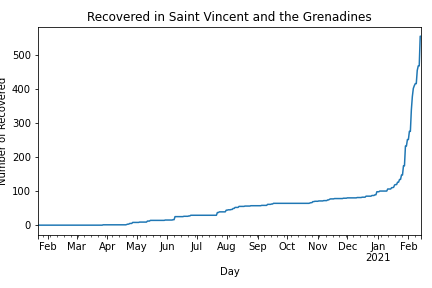 Recovered in Saint Vincent and the Grenadines
Number of Recovered
500
400
300
200
100
0
Feb Mar Apr May Jun Jul Aug Sep Oct Nov Dec Jan Feb
2021
Day